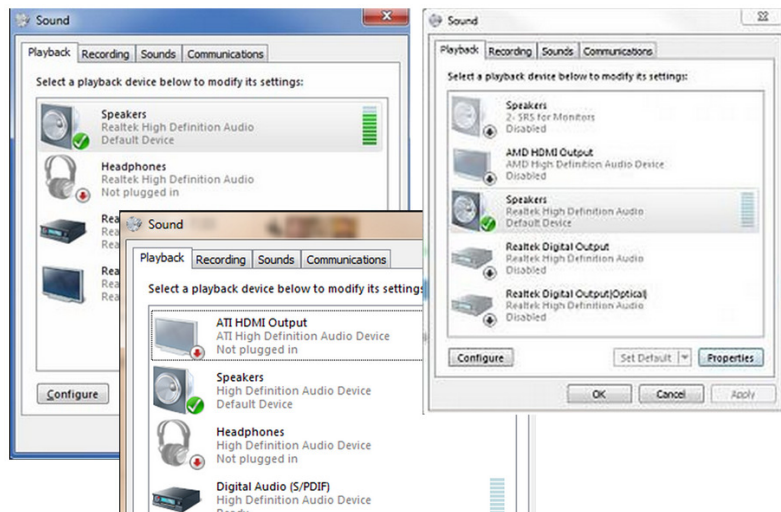 Sound
Playback Recording Sounds Communications
Select a playback device below to modify its settings:
Speakers
Realtek High Definition Audio
Default Device
Headphones
Realtek High Definition Audio
Not plugged in
Rea
Rea
Rea
Rea
Rea
Rea
Configure
Sound
Playback Recording Sounds Communications
Select a playback device below to modify its settings
ATI HDMI Output
ATI High Definition Audio Device
Not plugged in
Speakers
High Definition Audio Device
Default Device
Headphones
High Definition Audio Device
Not plugged in
Digital Audio (S/PDIF)
High Definition Audio Device
Ready
Sound
Playback Recording Sounds Communications
Select a playback device below to modify its settings:
Speakers
2- SRS for Monitors
Disabled
AMD HDMI Output
AMD High Definition Audio Device
Disabled
Speakers
Realtek High Definition Audio
Default Device
Realtek Digital Output
Realtek High Definition Audio
Disabled
Realtek Digital Output(Optical)
Realtek High Definition Audio
Disabled
Configure Set Default Properties
OK Cancel Apply